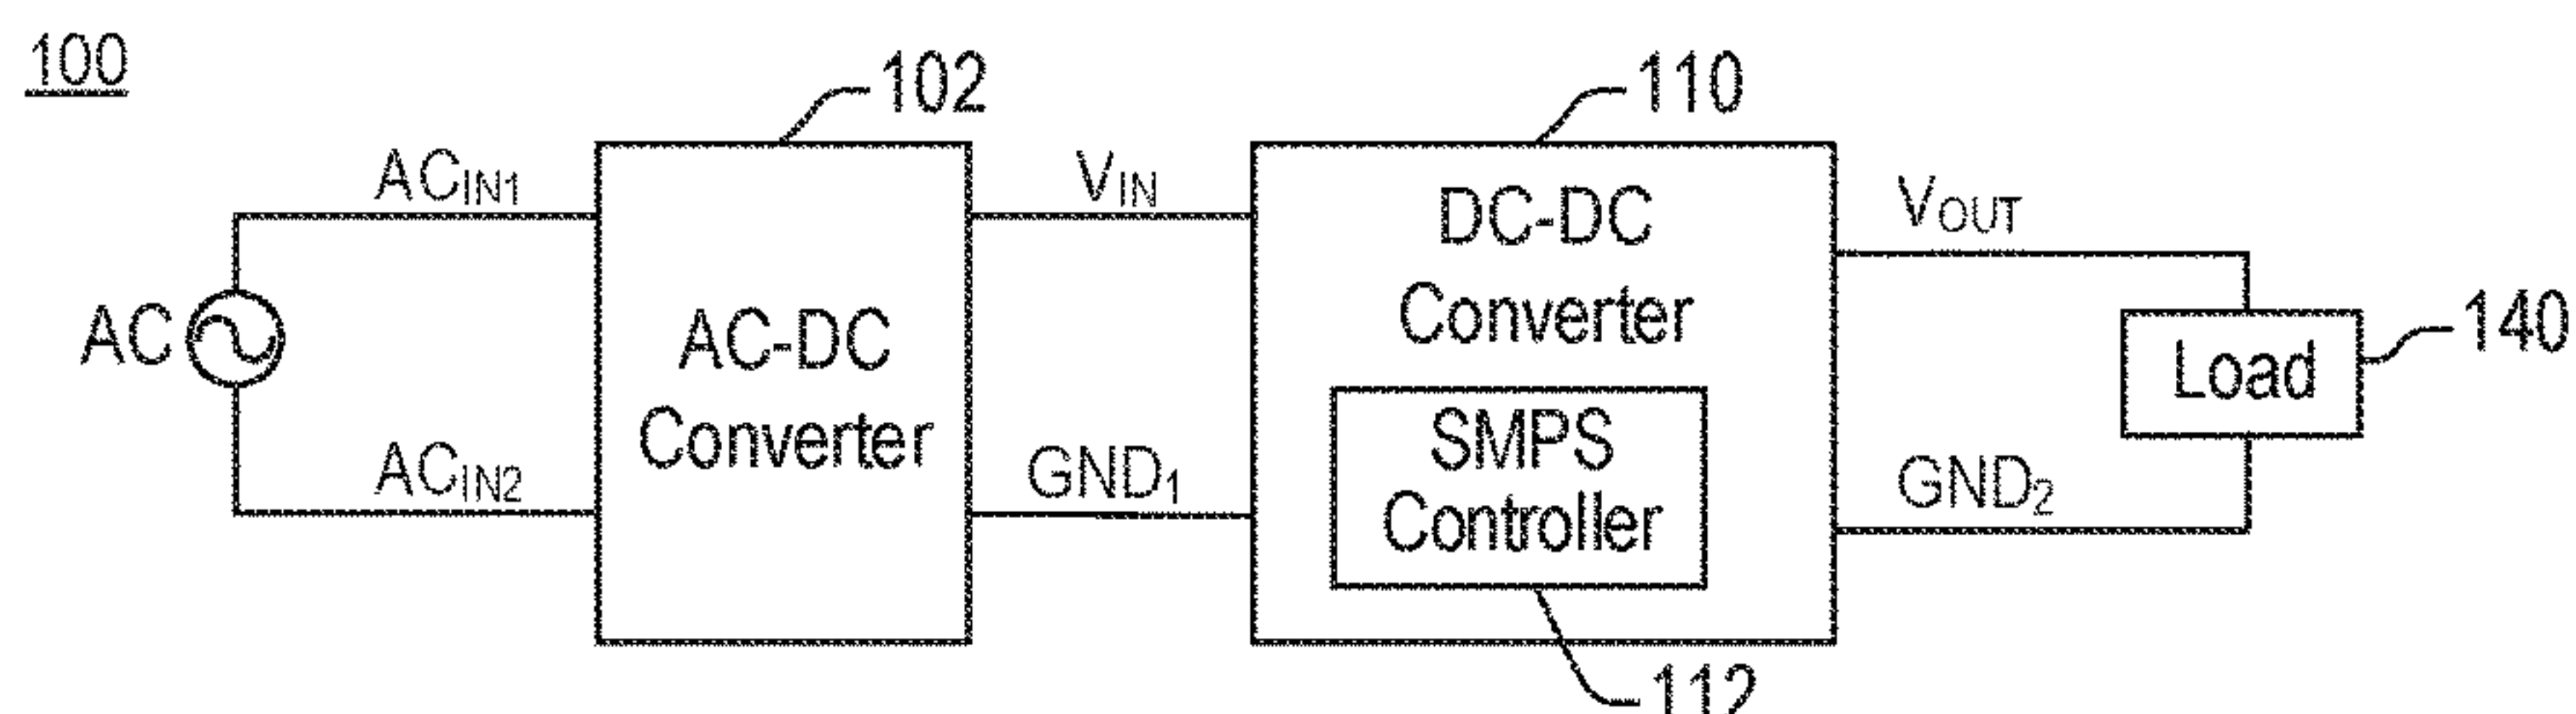 100
102
110
AC_IN1
V_IN
DC-DC
Converter
V_OUT
AC
AC-DC
Converter
Load
140
SMPS
Controller
AC_IN2
GND_1
GND_2
112